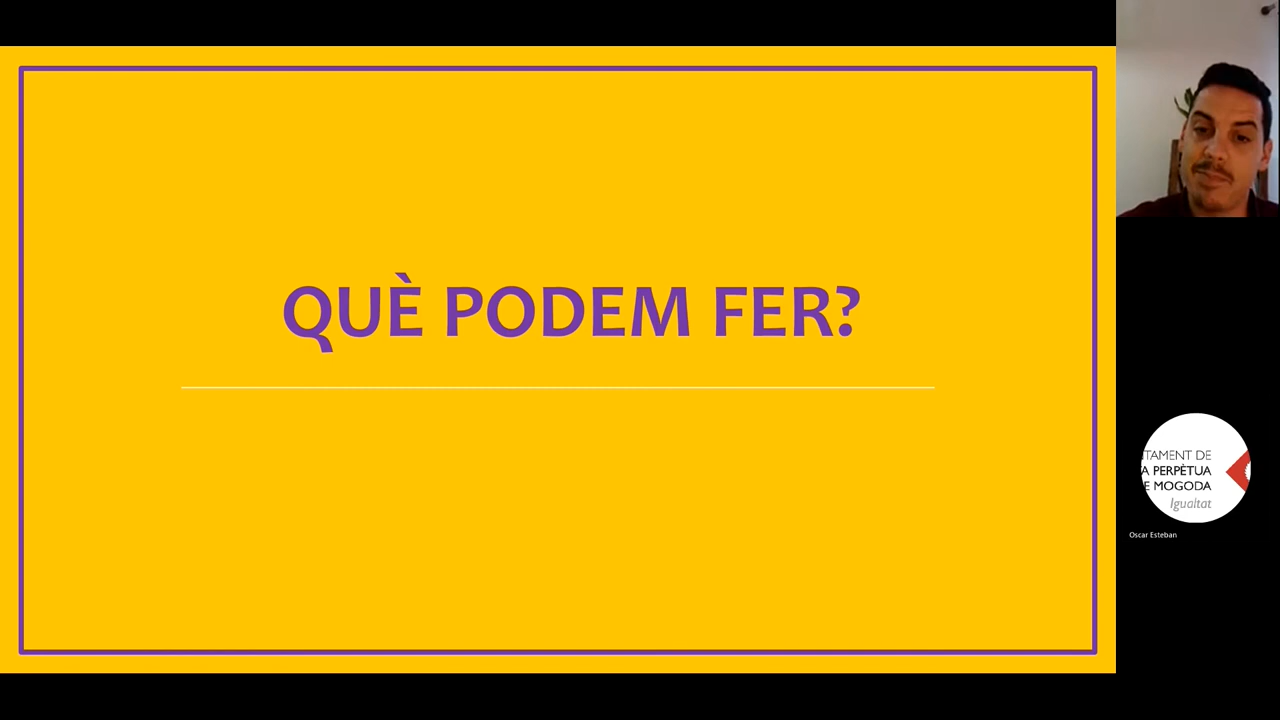 QUÈ PODEM FER?
TAMENT DE
A PERPÈTUA
E MOGODA
Igualtat
Oscar Esteban